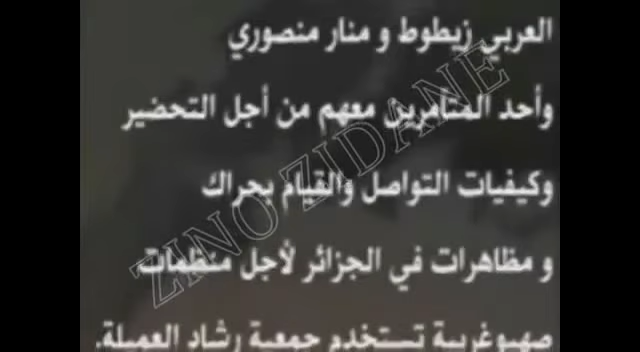 العربي زيطوط و منار منصوري
وأحد المتآمرين معهم من أجل التحضير
وكيفيات التواصل والقيام بحراك
و مظاهرات في الجزائر لأجل منظمات
صهيوغربية تستخدم جمعية رشاد العميلة.
ZINO ZIDANE